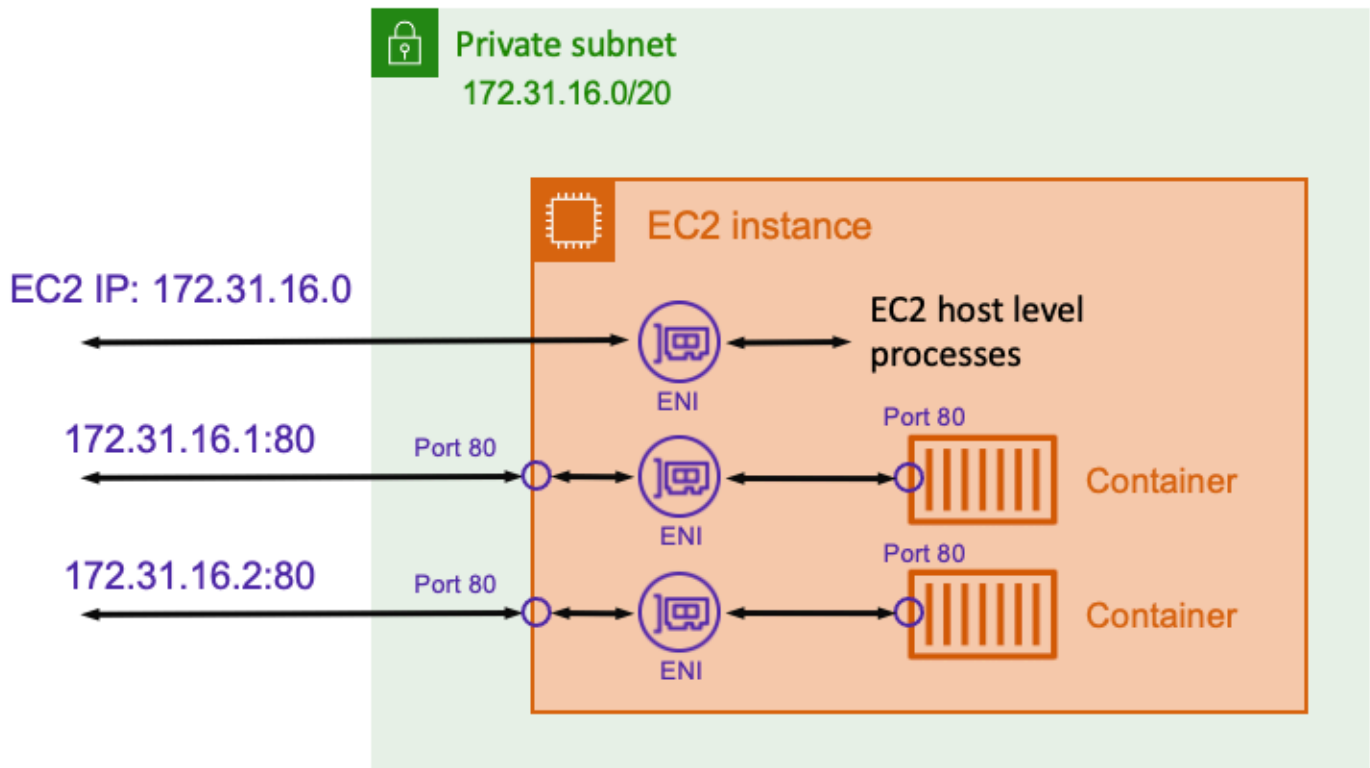 Private subnet
172.31.16.0/20
EC2 instance
EC2 IP: 172.31.16.0
EC2 host level
processes
ENI
172.31.16.1:80
Port 80
Port 80
Container
ENI
172.31.16.2:80
Port 80
Port 80
Container
ENI